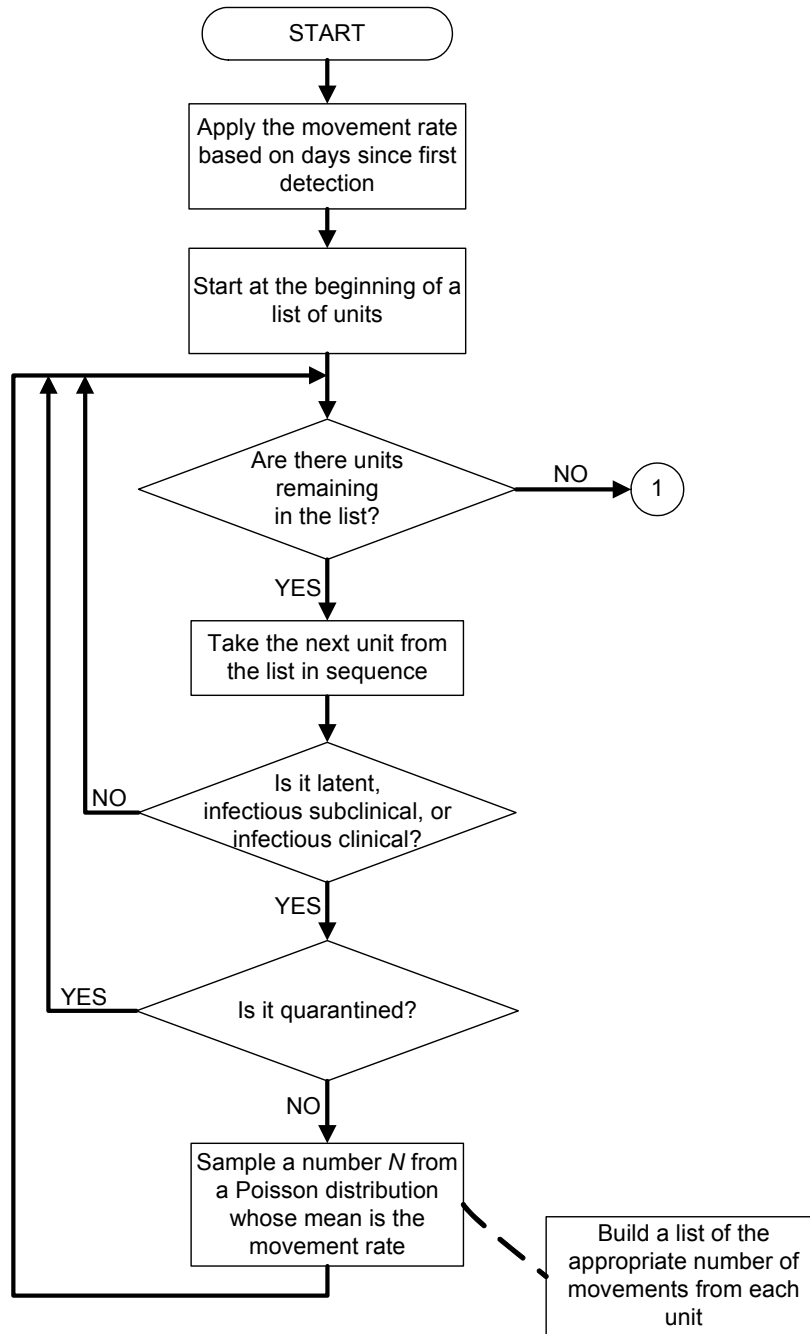 START
Apply the movement rate
based on days since first
detection
Start at the beginning of a
list of units
Are there units
remaining
in the list?
NO
1
YES
Take the next unit from
the list in sequence
Is it latent,
infectious subclinical, or
infectious clinical?
NO
YES
Is it quarantined?
YES
NO
Sample a number N from
a Poisson distribution
whose mean is the
movement rate
Build a list of the
appropriate number of
movements from each
unit